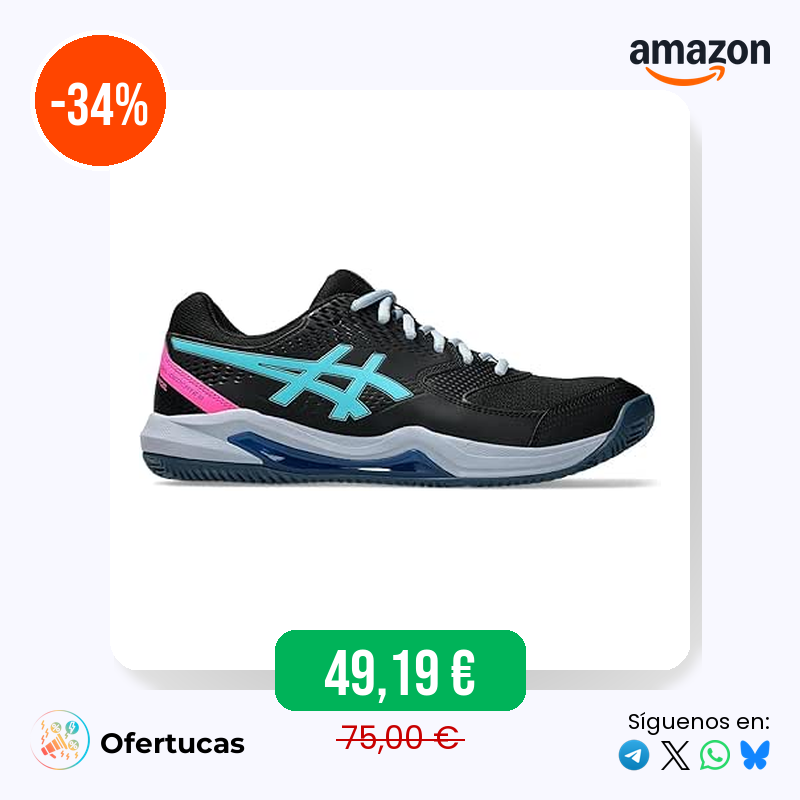 -34%
amazon
49,19 €
75,00 €
Ofertucas
Síguenos en: